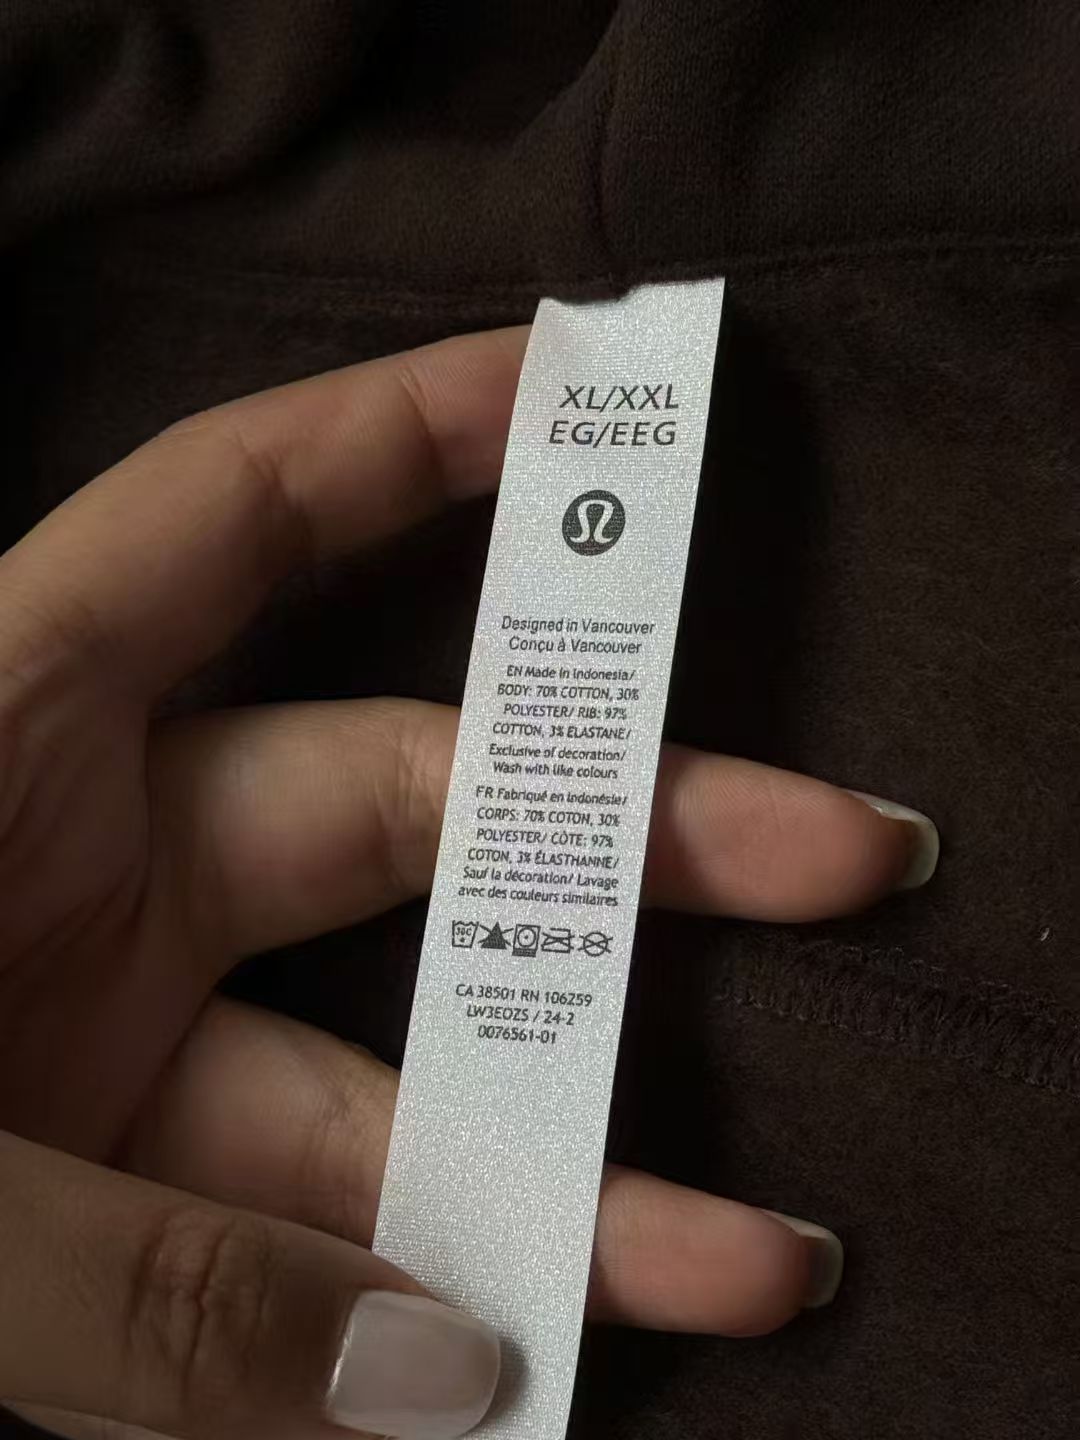 XL/XXL
EG/EEG
Designed in Vancouver
Conçu à Vancouver
EN Made in Indonesia/
BODY: 70% COTTON, 30%
POLYESTER/ RIB: 97%
COTTON, 3% ELASTANE/
Exclusive of decoration/
Wash with like colours
FR Fabriqué en Indonésie/
CORPS: 70% COTON, 30%
POLYESTER/ CÔTE: 97%
COTON, 3% ÉLASTHANNE/
Sauf la décoration/ Lavage
avec des couleurs similaires
30C
CA 38501 RN 106259
LW3EOZS / 24-2
0076561-01